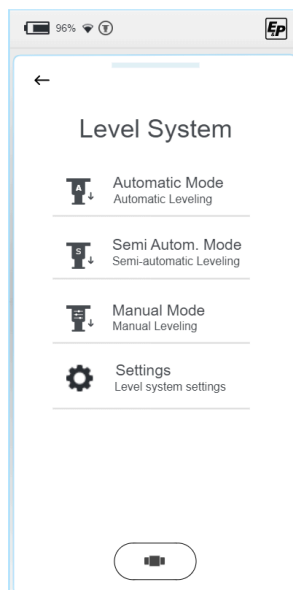 96%
E&P
Level System
A
Automatic Mode
Automatic Leveling
S
Semi Autom. Mode
Semi-automatic Leveling
Manual Mode
Manual Leveling
Settings
Level system settings